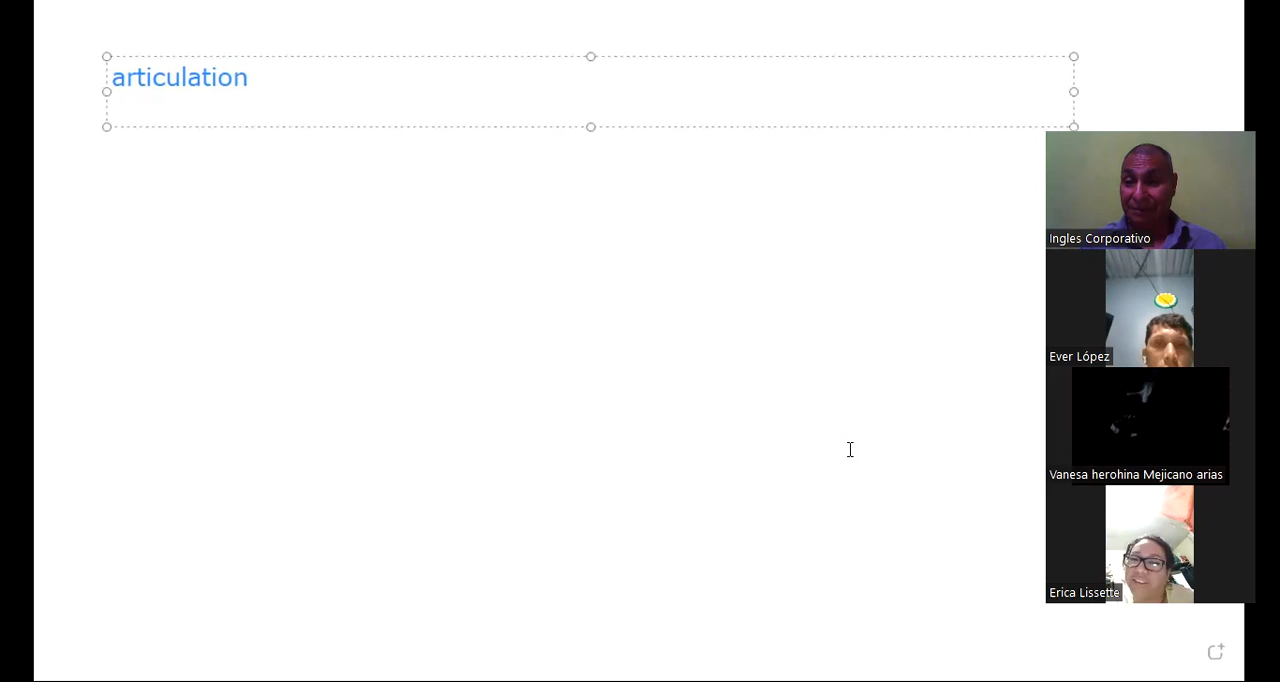 articulation
Ingles Corporativo
Ever López
Vanesa herohina Mejicano arias
Erica Lissette